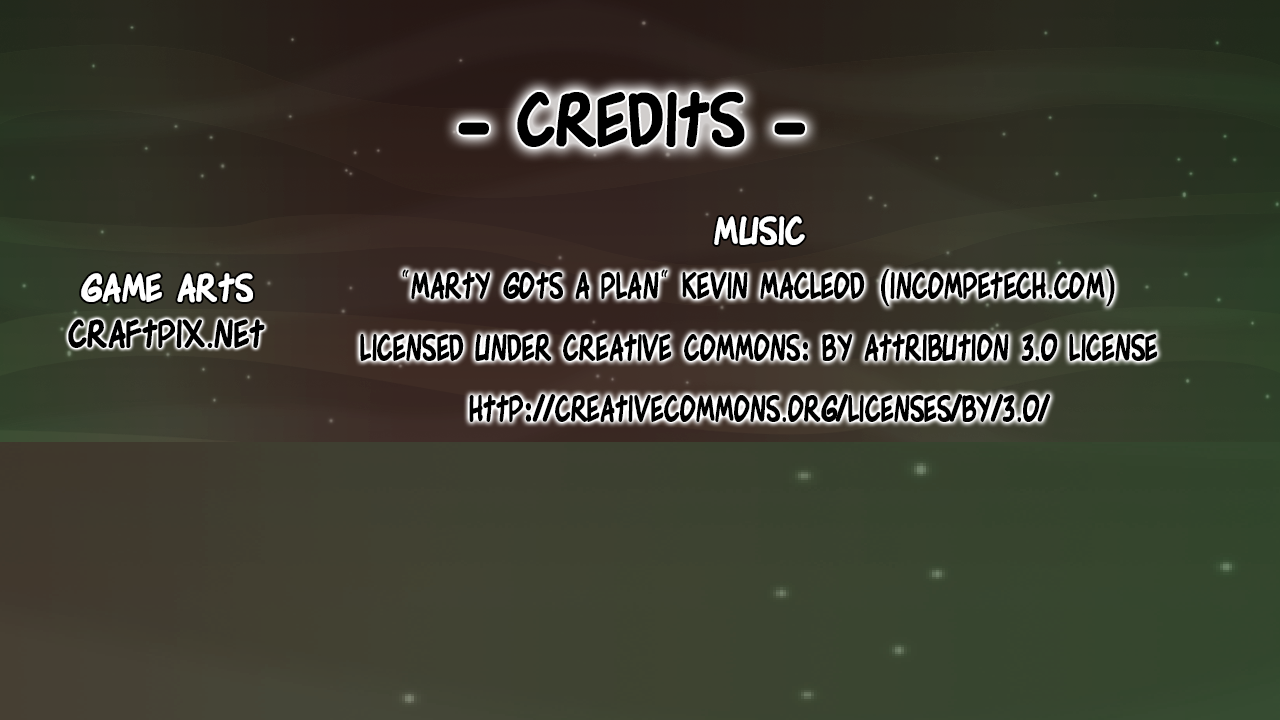 - CREDITS -
GAME ARTS
CRAFTPIX.NET
MUSIC
"MARTY GOTS A PLAN" KEVIN MACLEOD (INCOMPETECH.COM)
LICENSED UNDER CREATIVE COMMONS: BY ATTRIBUTION 3.0 LICENSE
HTTP://CREATIVECOMMONS.ORG/LICENSES/BY/3.0/